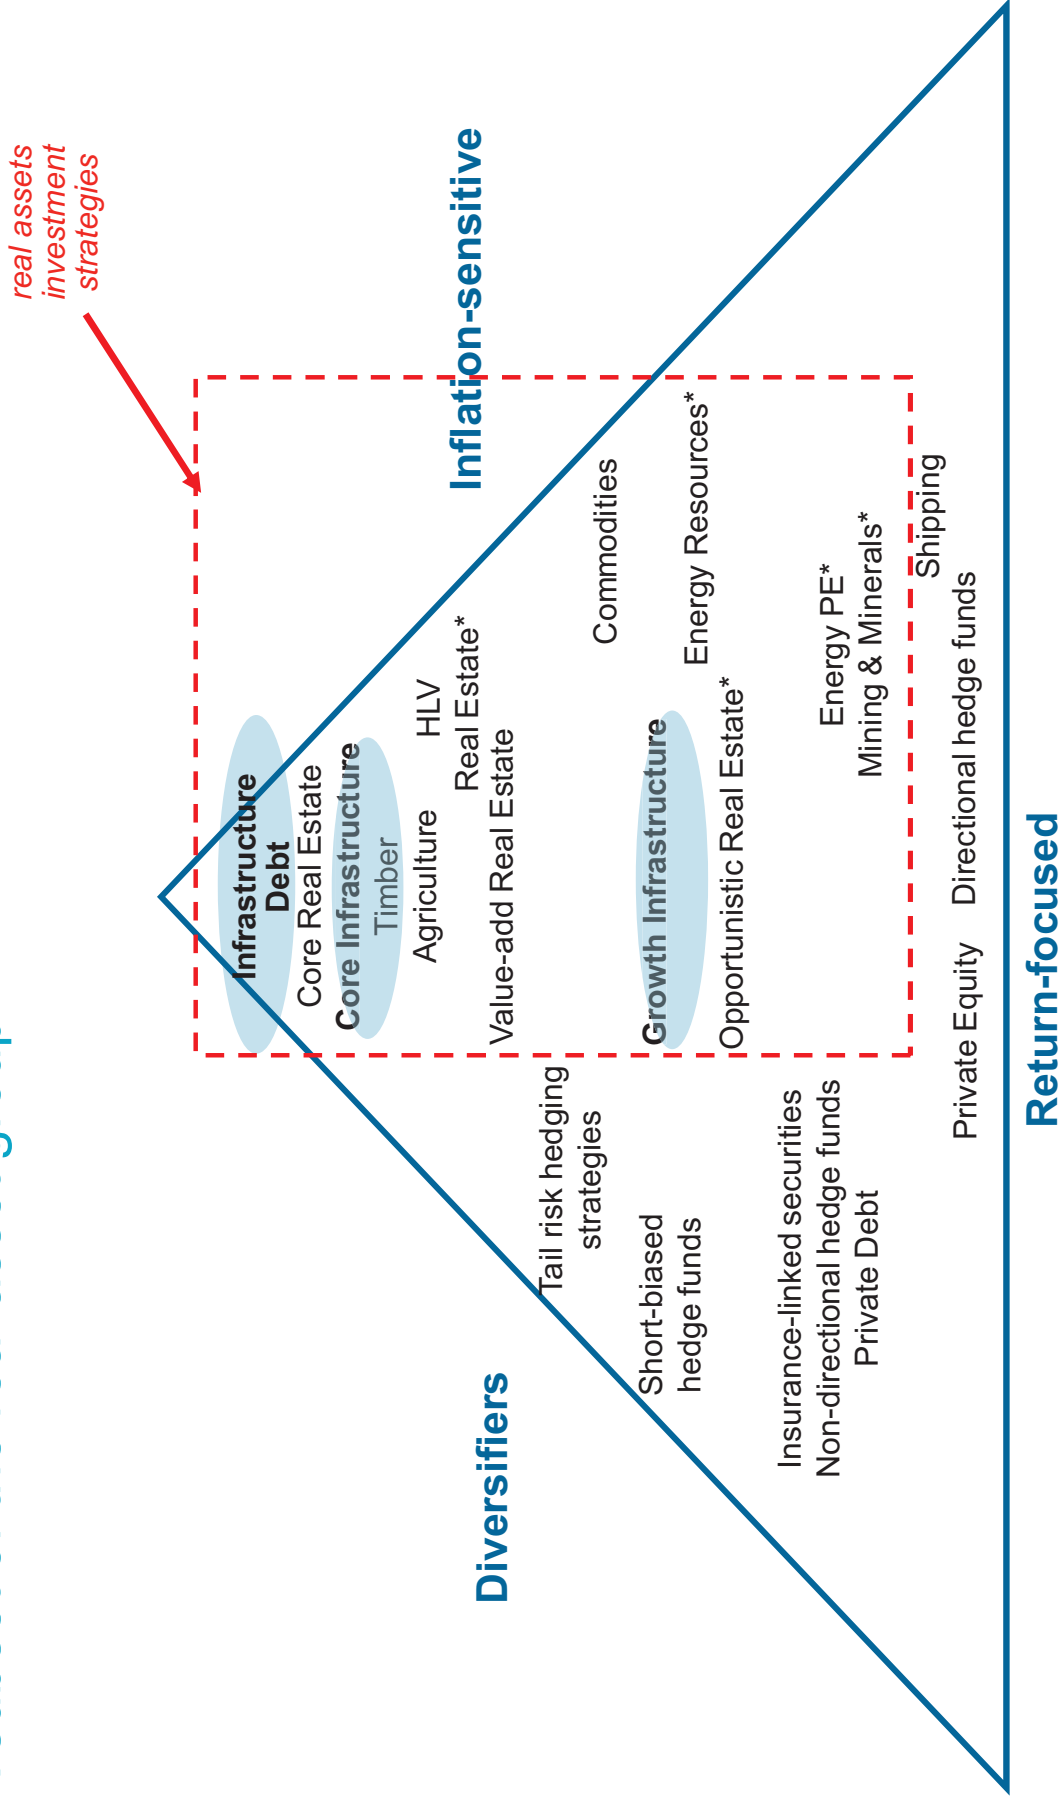 real assets
investment
strategies
Inflation-sensitive
Diversifiers
Return-focused
Infrastructure
Debt
Core Real Estate
Core Infrastructure
Timber
Agriculture
HLV
Real Estate*
Value-add Real Estate
Tail risk hedging
strategies
Commodities
Short-biased
hedge funds
Growth Infrastructure
Energy Resources*
Opportunistic Real Estate*
Insurance-linked securities
Non-directional hedge funds
Private Debt
Energy PE*
Mining & Minerals*
Shipping
Private Equity
Directional hedge funds